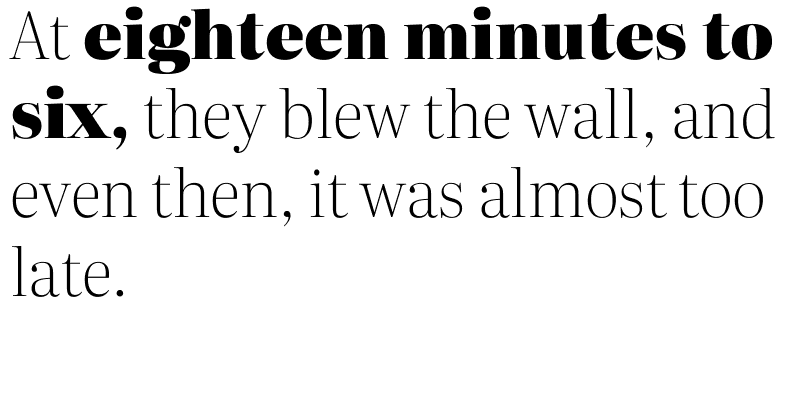 At eighteen minutes to
six, they blew the wall, and
even then, it was almost too
late.